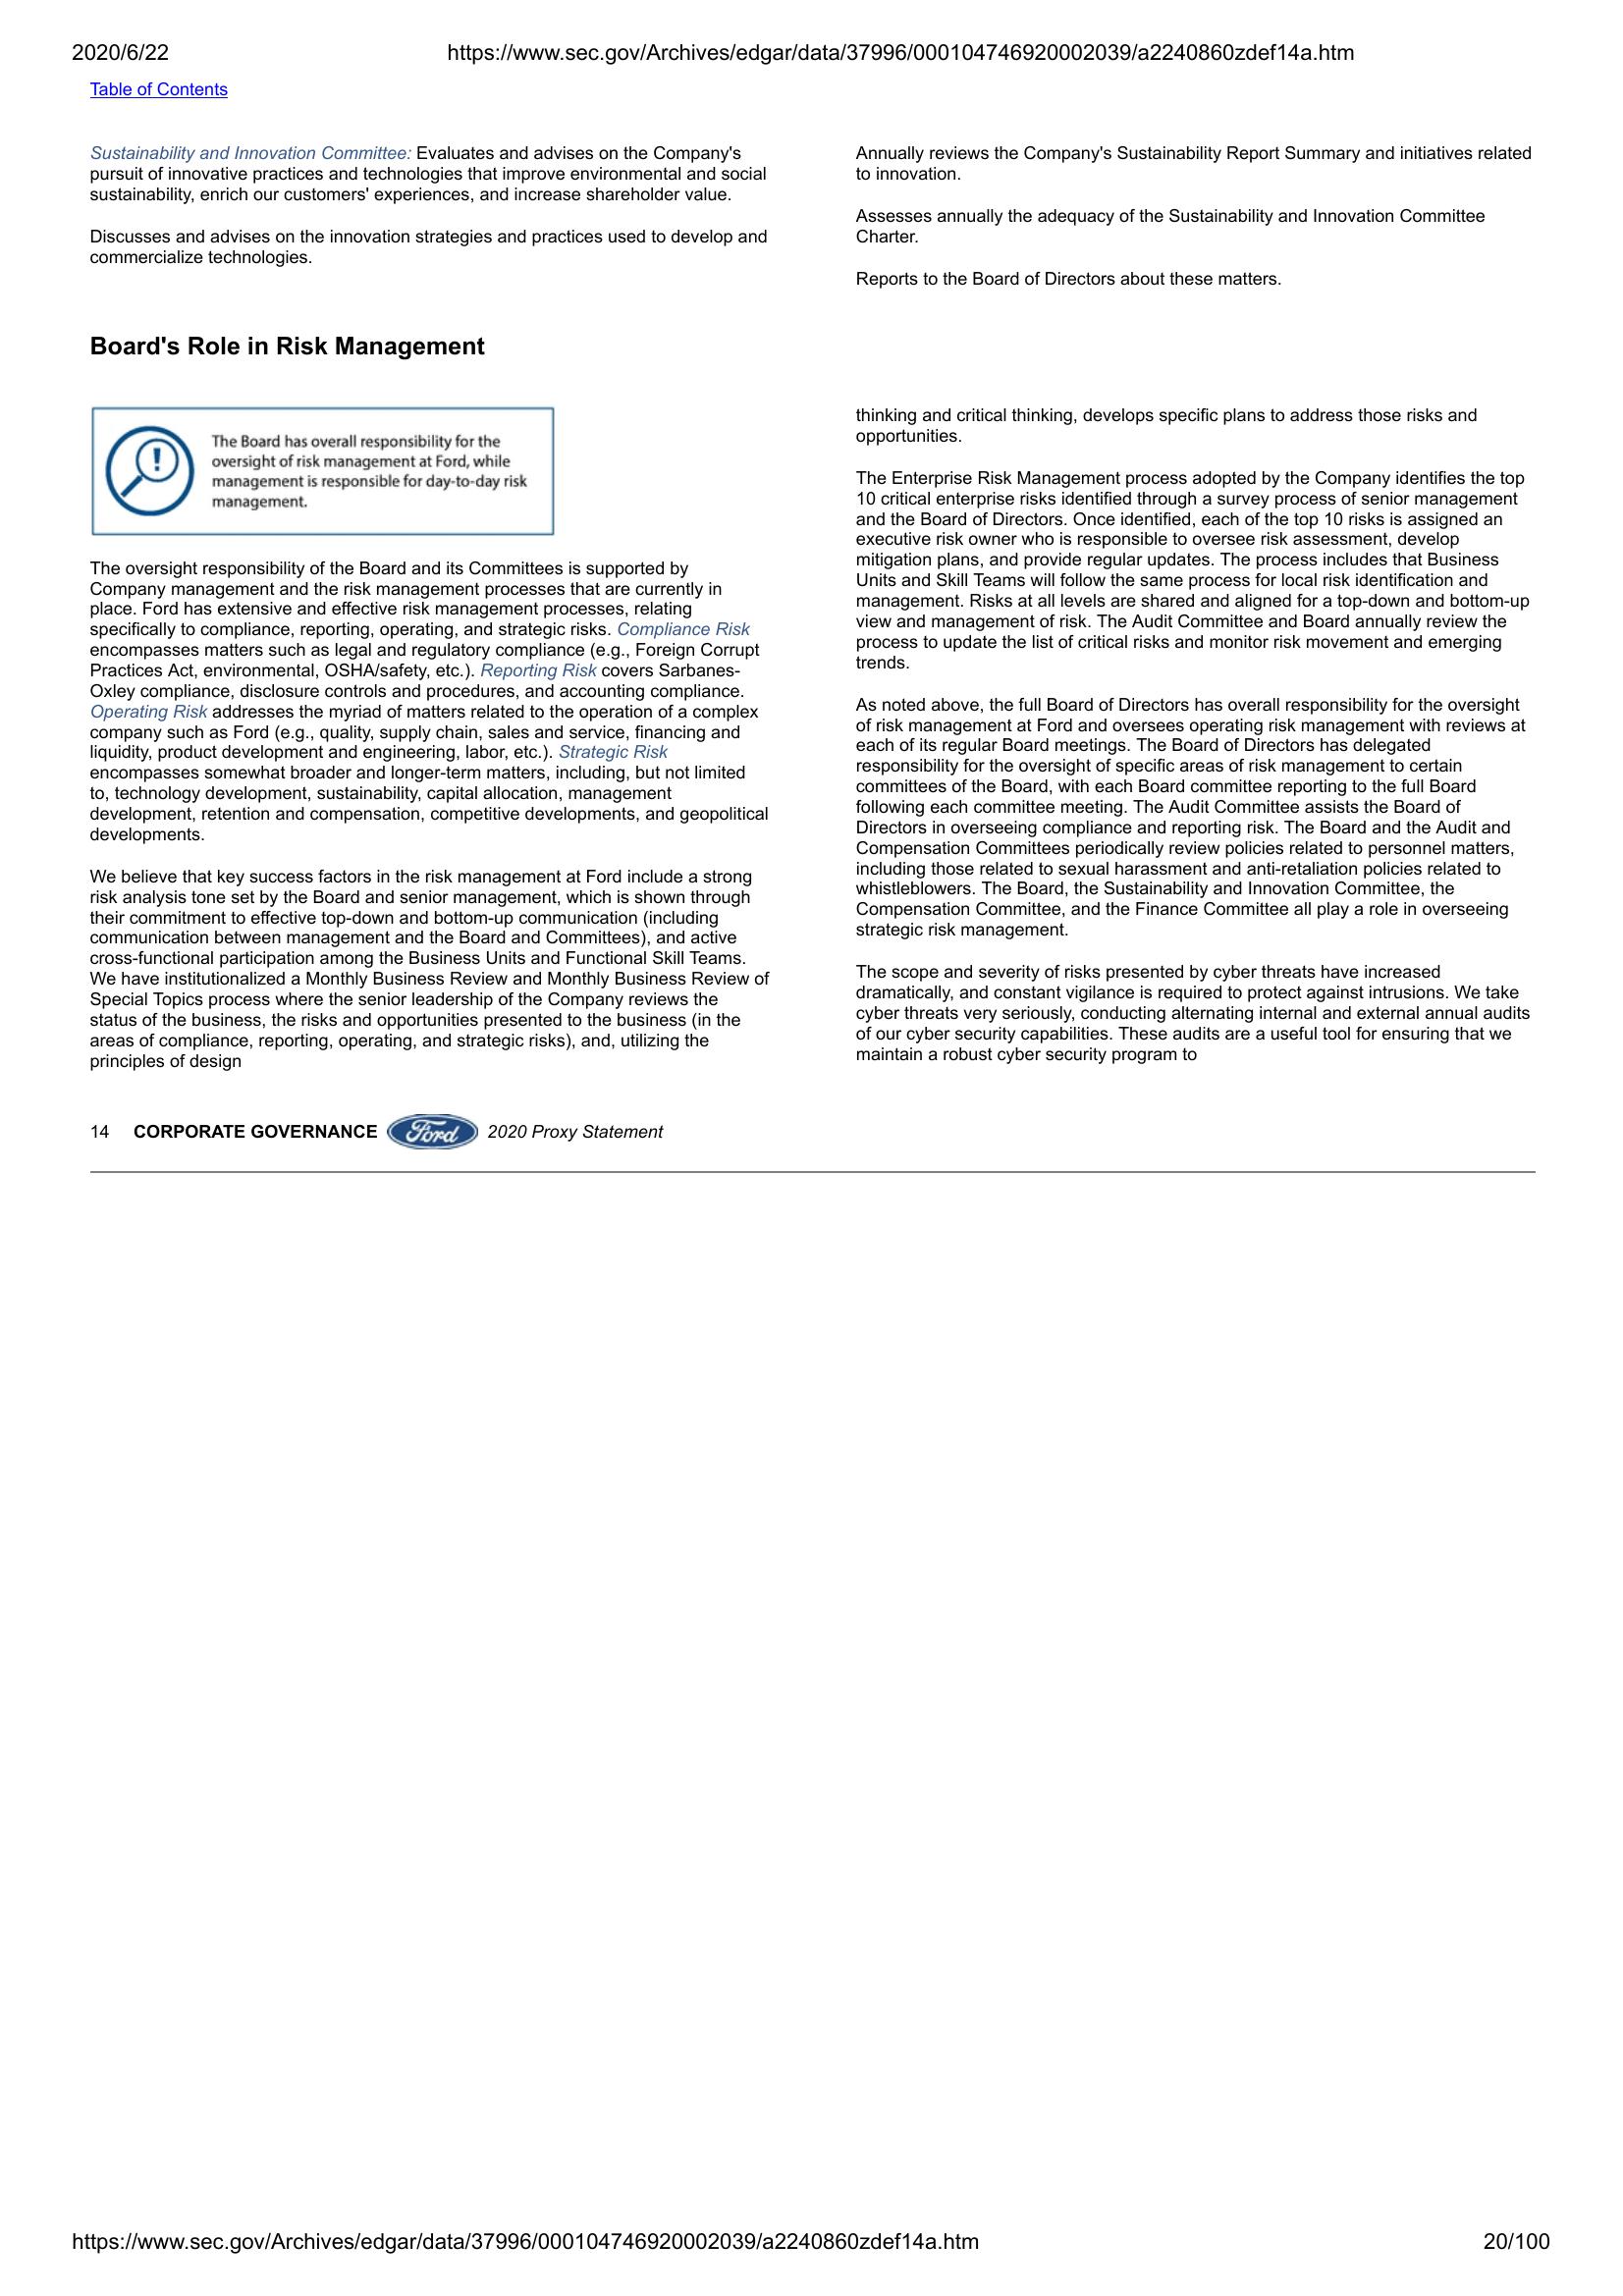 2020/6/22
https://www.sec.gov/Archives/edgar/data/37996/000104746920002039/a2240860zdef14a.htm
Table of Contents
Sustainability and Innovation Committee: Evaluates and advises on the Company's
pursuit of innovative practices and technologies that improve environmental and social
sustainability, enrich our customers' experiences, and increase shareholder value.
Discusses and advises on the innovation strategies and practices used to develop and
commercialize technologies.
Annually reviews the Company's Sustainability Report Summary and initiatives related
to innovation.
Assesses annually the adequacy of the Sustainability and Innovation Committee
Charter.
Reports to the Board of Directors about these matters.
Board's Role in Risk Management
The Board has overall responsibility for the
oversight of risk management at Ford, while
management is responsible for day-to-day risk
management.
The oversight responsibility of the Board and its Committees is supported by
Company management and the risk management processes that are currently in
place. Ford has extensive and effective risk management processes, relating
specifically to compliance, reporting, operating, and strategic risks. Compliance Risk
encompasses matters such as legal and regulatory compliance (e.g., Foreign Corrupt
Practices Act, environmental, OSHA/safety, etc.). Reporting Risk covers Sarbanes-
Oxley compliance, disclosure controls and procedures, and accounting compliance.
Operating Risk addresses the myriad of matters related to the operation of a complex
company such as Ford (e.g., quality, supply chain, sales and service, financing and
liquidity, product development and engineering, labor, etc.). Strategic Risk
encompasses somewhat broader and longer-term matters, including, but not limited
to, technology development, sustainability, capital allocation, management
development, retention and compensation, competitive developments, and geopolitical
developments.
We believe that key success factors in the risk management at Ford include a strong
risk analysis tone set by the Board and senior management, which is shown through
their commitment to effective top-down and bottom-up communication (including
communication between management and the Board and Committees), and active
cross-functional participation among the Business Units and Functional Skill Teams.
We have institutionalized a Monthly Business Review and Monthly Business Review of
Special Topics process where the senior leadership of the Company reviews the
status of the business, the risks and opportunities presented to the business (in the
areas of compliance, reporting, operating, and strategic risks), and, utilizing the
principles of design
thinking and critical thinking, develops specific plans to address those risks and
opportunities.
The Enterprise Risk Management process adopted by the Company identifies the top
10 critical enterprise risks identified through a survey process of senior management
and the Board of Directors. Once identified, each of the top 10 risks is assigned an
executive risk owner who is responsible to oversee risk assessment, develop
mitigation plans, and provide regular updates. The process includes that Business
Units and Skill Teams will follow the same process for local risk identification and
management. Risks at all levels are shared and aligned for a top-down and bottom-up
view and management of risk. The Audit Committee and Board annually review the
process to update the list of critical risks and monitor risk movement and emerging
trends.
As noted above, the full Board of Directors has overall responsibility for the oversight
of risk management at Ford and oversees operating risk management with reviews at
each of its regular Board meetings. The Board of Directors has delegated
responsibility for the oversight of specific areas of risk management to certain
committees of the Board, with each Board committee reporting to the full Board
following each committee meeting. The Audit Committee assists the Board of
Directors in overseeing compliance and reporting risk. The Board and the Audit and
Compensation Committees periodically review policies related to personnel matters,
including those related to sexual harassment and anti-retaliation policies related to
whistleblowers. The Board, the Sustainability and Innovation Committee, the
Compensation Committee, and the Finance Committee all play a role in overseeing
strategic risk management.
The scope and severity of risks presented by cyber threats have increased
dramatically, and constant vigilance is required to protect against intrusions. We take
cyber threats very seriously, conducting alternating internal and external annual audits
of our cyber security capabilities. These audits are a useful tool for ensuring that we
maintain a robust cyber security program to
14 CORPORATE GOVERNANCE Ford 2020 Proxy Statement
https://www.sec.gov/Archives/edgar/data/37996/000104746920002039/a2240860zdef14a.htm
20/100